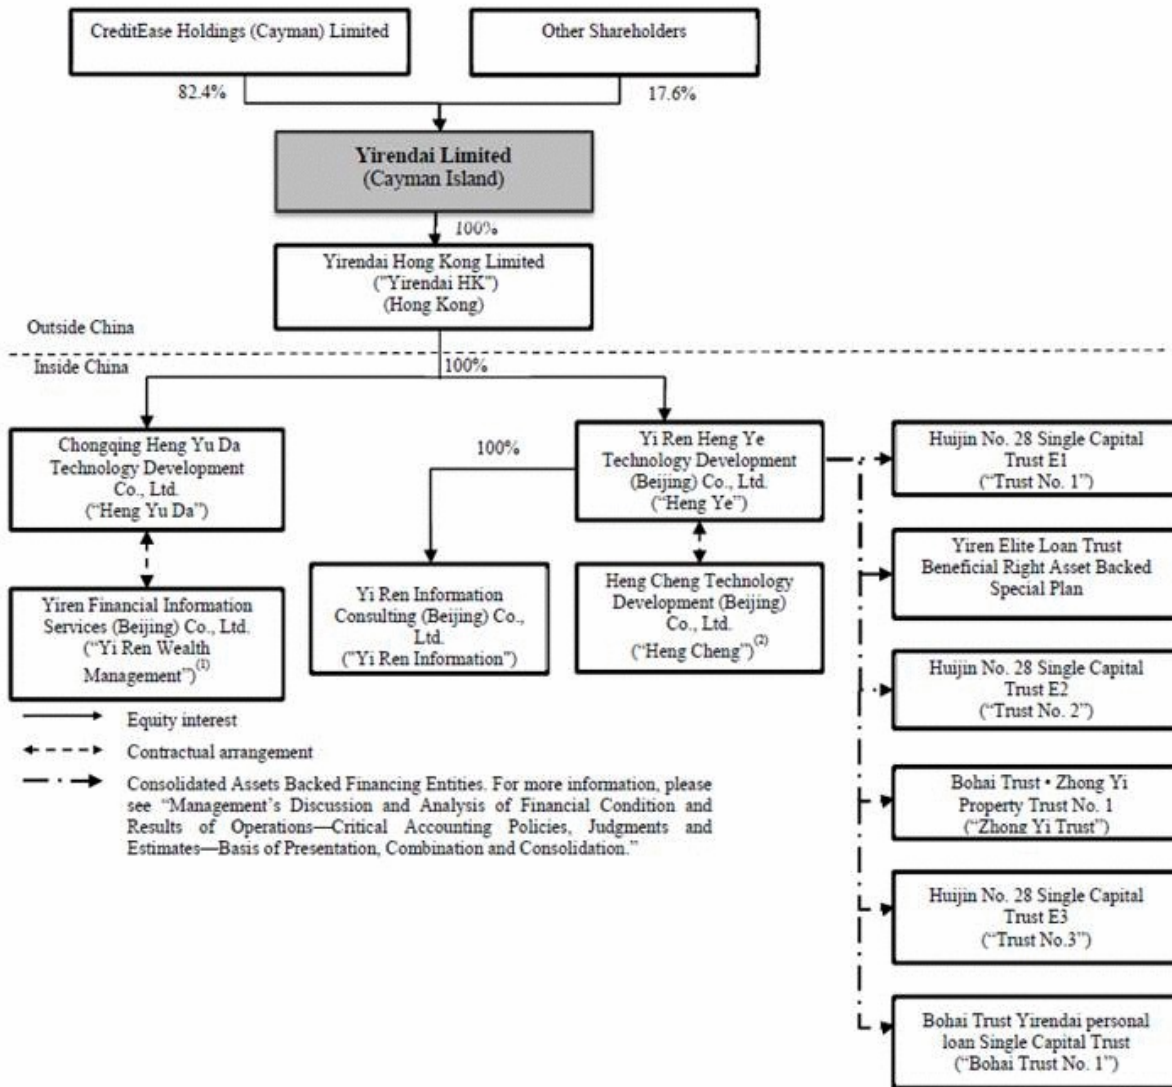 CreditEase Holdings (Cayman) Limited
Other Shareholders
82.4%
17.6%
Yirendai Limited
(Cayman Island)
100%
Yirendai Hong Kong Limited
("Yirendai HK")
(Hong Kong)
Outside China
Inside China
100%
Chongqing Heng Yu Da
Technology Development
Co., Ltd.
(“Heng Yu Da”)
100%
Yi Ren Heng Ye
Technology Development
(Beijing) Co., Ltd.
(“Heng Ye”)
Huijin No. 28 Single Capital
Trust E1
(“Trust No. 1”)
Yiren Elite Loan Trust
Beneficial Right Asset Backed
Special Plan
Yiren Financial Information
Services (Beijing) Co., Ltd.
(“Yi Ren Wealth
Management”)(1)
Yi Ren Information
Consulting (Beijing) Co.,
Ltd.
("Yi Ren Information")
Heng Cheng Technology
Development (Beijing)
Co., Ltd.
(“Heng Cheng”)(2)
Huijin No. 28 Single Capital
Trust E2
(“Trust No. 2”)
Bohai Trust • Zhong Yi
Property Trust No. 1
(“Zhong Yi Trust”)
Huijin No. 28 Single Capital
Trust E3
(“Trust No.3”)
Bohai Trust Yirendai personal
loan Single Capital Trust
(“Bohai Trust No. 1”)
Equity interest
Contractual arrangement
Consolidated Assets Backed Financing Entities. For more information, please
see “Management’s Discussion and Analysis of Financial Condition and
Results of Operations—Critical Accounting Policies, Judgments and
Estimates—Basis of Presentation, Combination and Consolidation.”